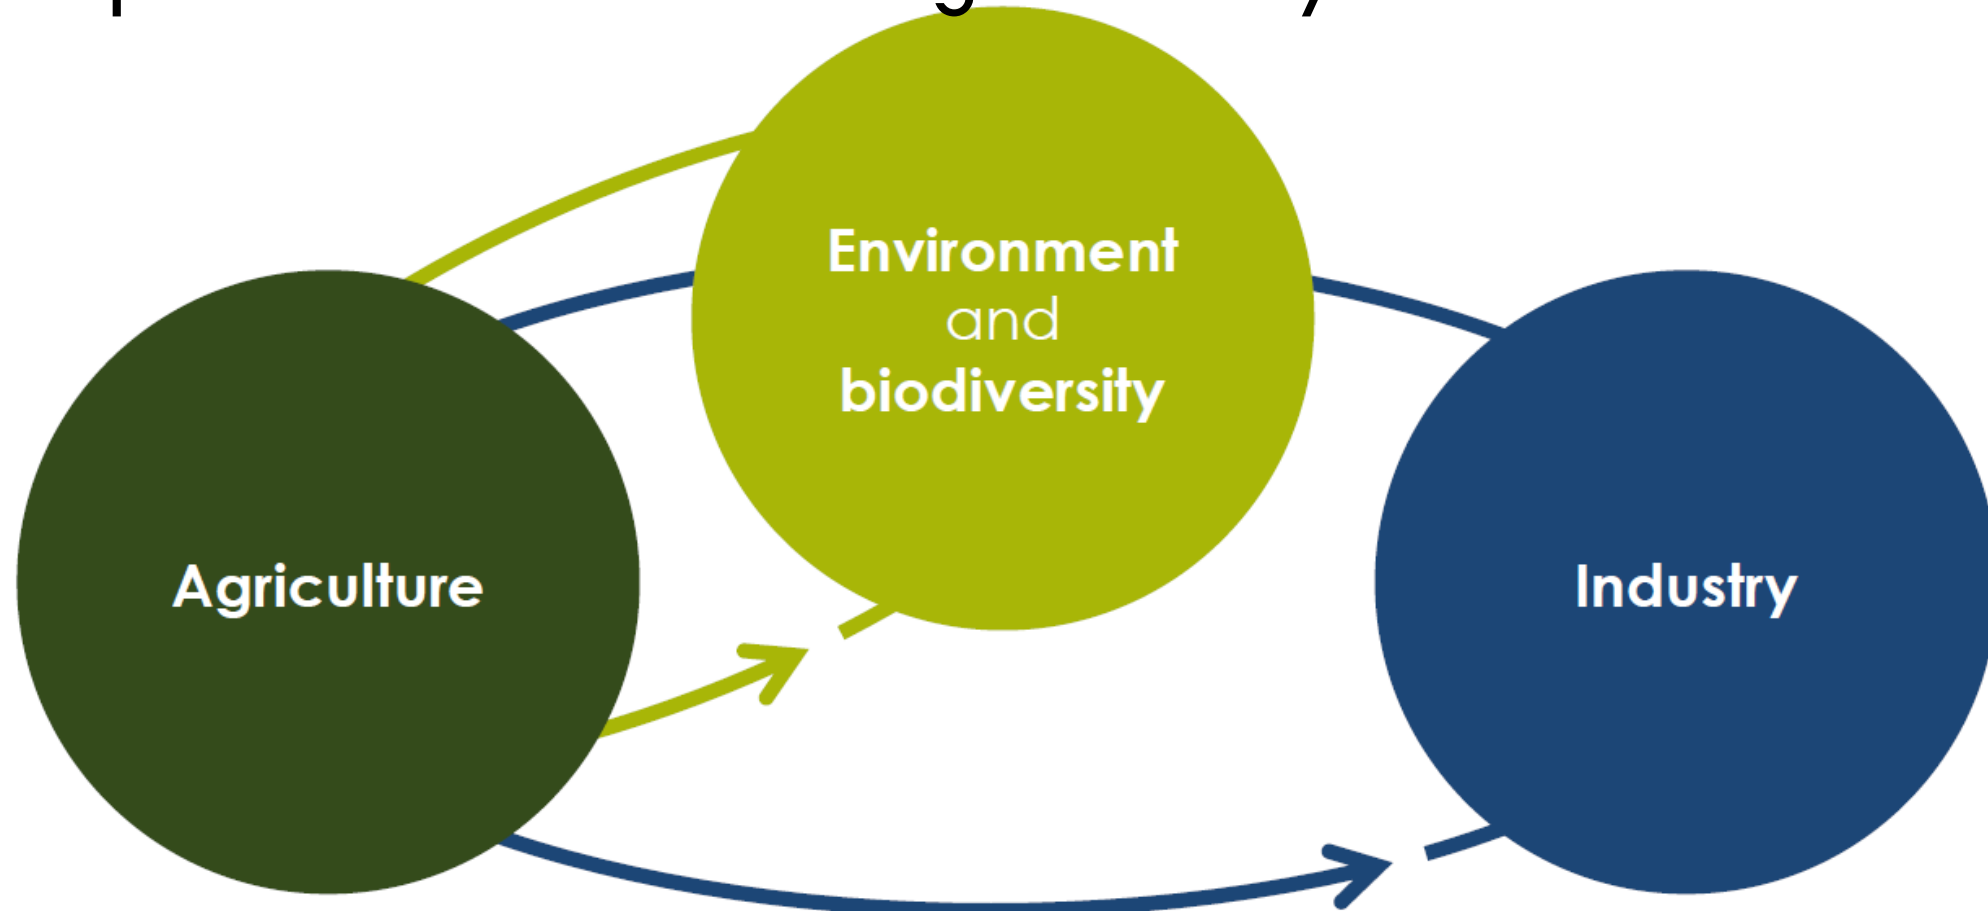 Environment
and
biodiversity
Agriculture
Industry